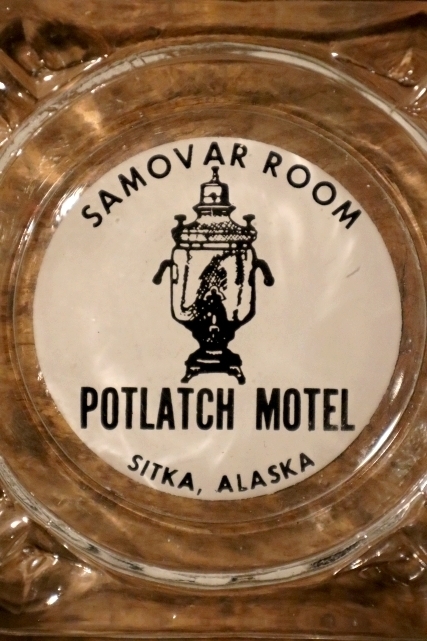 SAMOVAR ROOM
POTLATCH MOTEL
SITKA, ALASKA